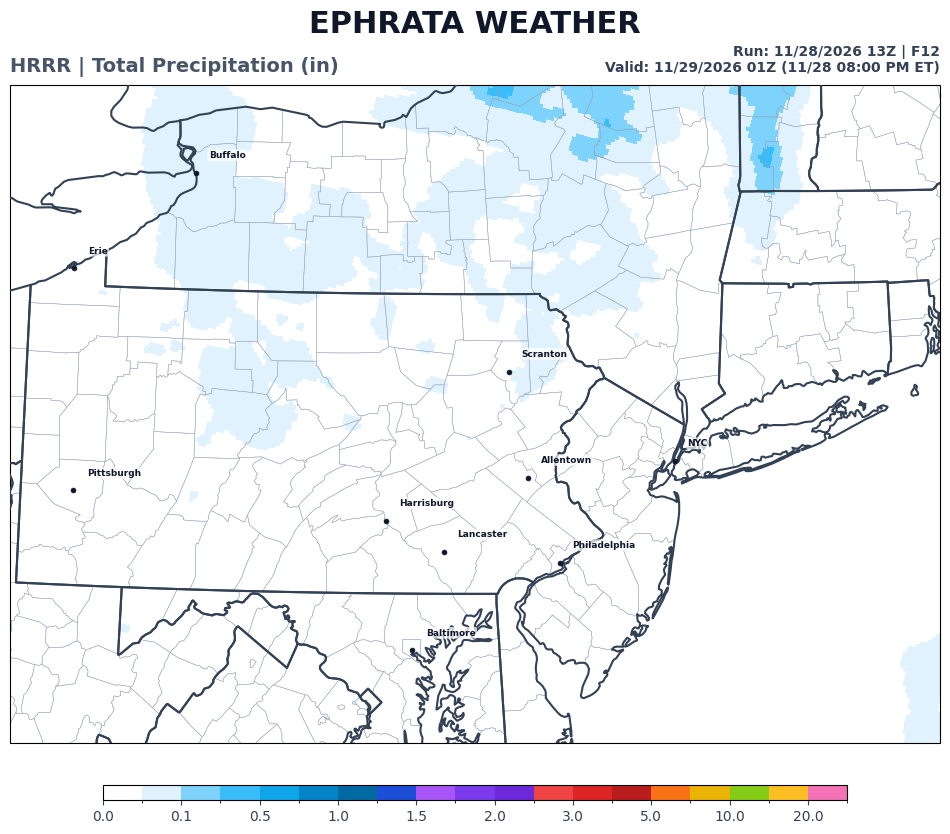 EPHRATA WEATHER
HRRR | Total Precipitation (in)
Run: 11/28/2026 13Z | F12
Valid: 11/29/2026 01Z (11/28 08:00 PM ET)
Buffalo
Erie
Scranton
NYC
Allentown
Pittsburgh
Harrisburg
Lancaster
Philadelphia
Baltimore
0.0 0.1 0.5 1.0 1.5 2.0 3.0 5.0 10.0 20.0